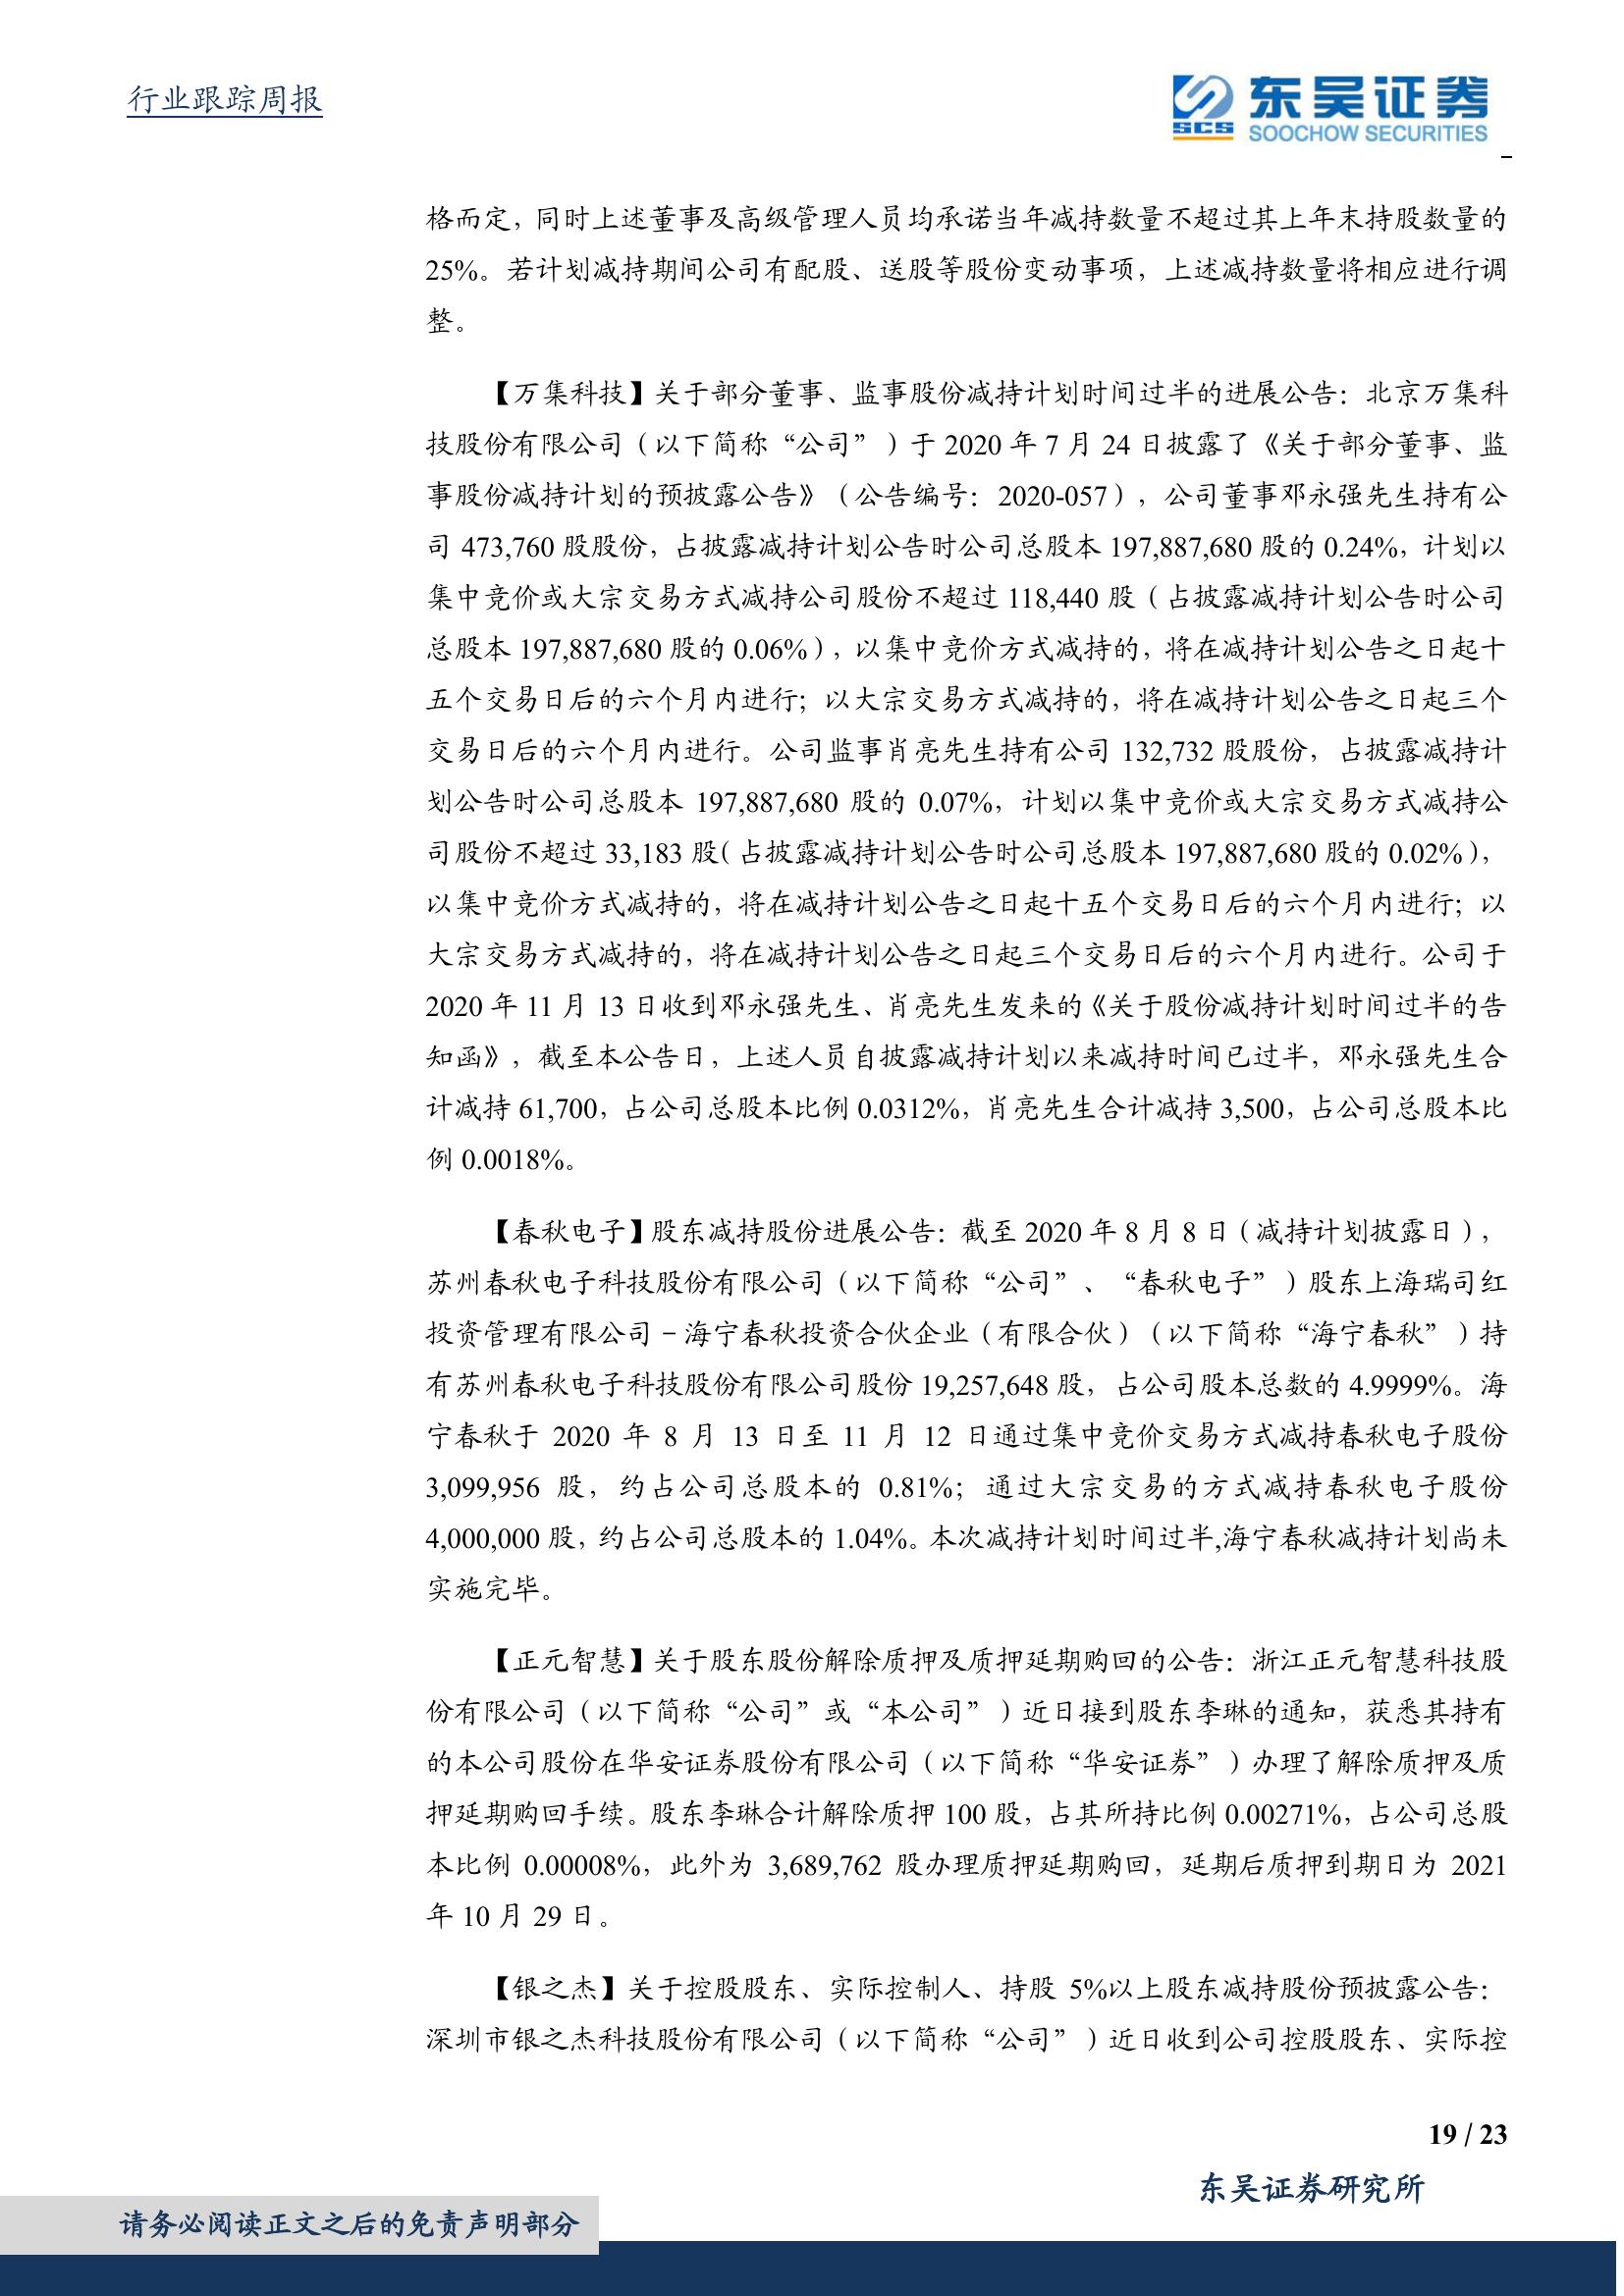 行业跟踪周报
东吴证券
SCS
SOOCHOW SECURITIES
格而定，同时上述董事及高级管理人员均承诺当年减持数量不超过其上年末持股数量的
25%。若计划减持期间公司有配股、送股等股份变动事项，上述减持数量将相应进行调
整。
【万集科技】关于部分董事、监事股份减持计划时间过半的进展公告：北京万集科
技股份有限公司（以下简称“公司”）于 2020 年 7 月 24 日披露了《关于部分董事、监
事股份减持计划的预披露公告》（公告编号：2020-057），公司董事邓永强先生持有公
司 473,760 股股份，占披露减持计划公告时公司总股本 197,887,680 股的 0.24%，计划以
集中竞价或大宗交易方式减持公司股份不超过 118,440 股（占披露减持计划公告时公司
总股本 197,887,680 股的 0.06%），以集中竞价方式减持的，将在减持计划公告之日起十
五个交易日后的六个月内进行；以大宗交易方式减持的，将在减持计划公告之日起三个
交易日后的六个月内进行。公司监事肖亮先生持有公司 132,732 股股份，占披露减持计
划公告时公司总股本 197,887,680 股的 0.07%，计划以集中竞价或大宗交易方式减持公
司股份不超过 33,183 股（占披露减持计划公告时公司总股本 197,887,680 股的 0.02%），
以集中竞价方式减持的，将在减持计划公告之日起十五个交易日后的六个月内进行；以
大宗交易方式减持的，将在减持计划公告之日起三个交易日后的六个月内进行。公司于
2020 年 11 月 13 日收到邓永强先生、肖亮先生发来的《关于股份减持计划时间过半的告
知函》，截至本公告日，上述人员自披露减持计划以来减持时间已过半，邓永强先生合
计减持 61,700，占公司总股本比例 0.0312%，肖亮先生合计减持 3,500，占公司总股本比
例 0.0018%。
【春秋电子】股东减持股份进展公告：截至 2020 年 8 月 8 日（减持计划披露日），
苏州春秋电子科技股份有限公司（以下简称“公司”、“春秋电子”）股东上海瑞司红
投资管理有限公司－海宁春秋投资合伙企业（有限合伙）（以下简称“海宁春秋”）持
有苏州春秋电子科技股份有限公司股份 19,257,648 股，占公司股本总数的 4.9999%。海
宁春秋于 2020 年 8 月 13 日至 11 月 12 日通过集中竞价交易方式减持春秋电子股份
3,099,956 股，约占公司总股本的 0.81%；通过大宗交易的方式减持春秋电子股份
4,000,000 股，约占公司总股本的 1.04%。本次减持计划时间过半,海宁春秋减持计划尚未
实施完毕。
【正元智慧】关于股东股份解除质押及质押延期购回的公告：浙江正元智慧科技股
份有限公司（以下简称“公司”或“本公司”）近日接到股东李琳的通知，获悉其持有
的本公司股份在华安证券股份有限公司（以下简称“华安证券”）办理了解除质押及质
押延期购回手续。股东李琳合计解除质押 100 股，占其所持比例 0.00271%，占公司总股
本比例 0.00008%，此外为 3,689,762 股办理质押延期购回，延期后质押到期日为 2021
年 10 月 29 日。
【银之杰】关于控股股东、实际控制人、持股 5%以上股东减持股份预披露公告：
深圳市银之杰科技股份有限公司（以下简称“公司”）近日收到公司控股股东、实际控
19 / 23
东吴证券研究所
请务必阅读正文之后的免责声明部分